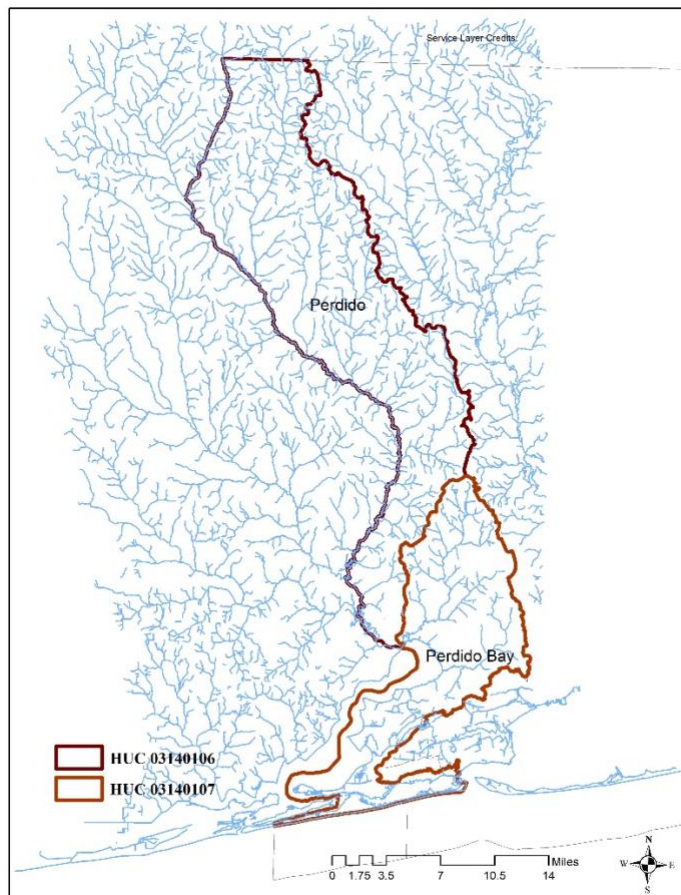 Service Layer Credits:
Perdido
Perdido Bay
HUC 03140106
HUC 03140107
Miles
0 1.75 3.5 7 10.5 14
N
W E
S